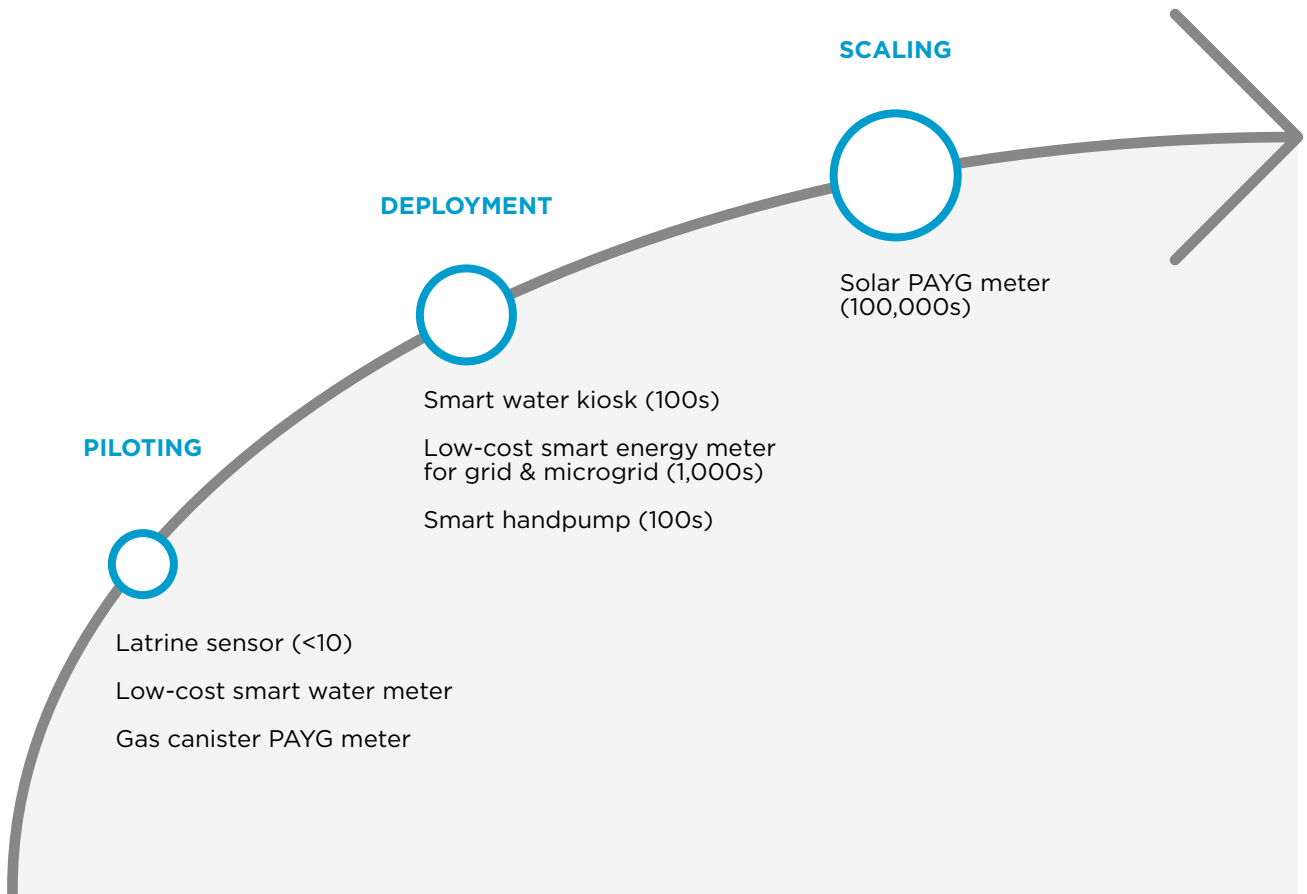 SCALING
Solar PAYG meter
(100,000s)
DEPLOYMENT
Smart water kiosk (100s)
Low-cost smart energy meter
for grid & microgrid (1,000s)
Smart handpump (100s)
PILOTING
Latrine sensor (<10)
Low-cost smart water meter
Gas canister PAYG meter